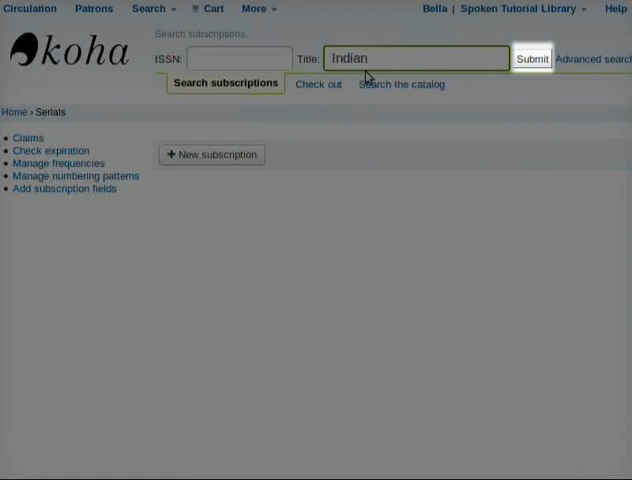 Circulation Patrons Search Cart More Bella | Spoken Tutorial Library Help
Search subscriptions:
koha
ISSN: Title: Indian Submit Advanced search
Search subscriptions Check out Search the catalog
Home › Serials
Claims
Check expiration
Manage frequencies
Manage numbering patterns
Add subscription fields
+ New subscription